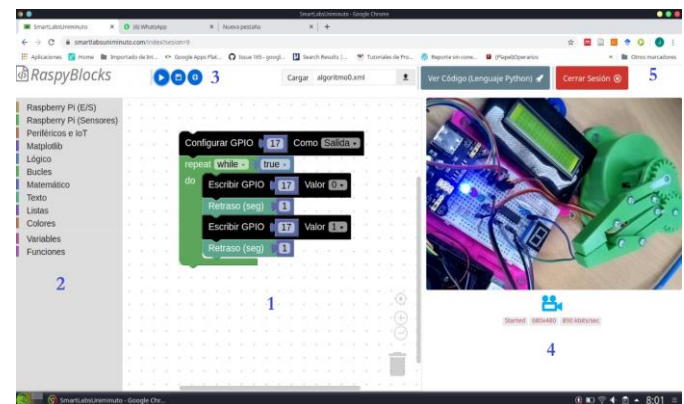 SmartLabsUniminuto - Google Chrome
SmartLabsUniminuto
(6) WhatsApp
Nueva pestaña
smartlabsuniminuto.com/index?session=9
Aplicaciones
Home
Importado de Int...
Google Apps Plat...
Issue 165 - googl...
Search Results |...
Tutoriales de Pro...
Reporte sin cone...
Otros marcadores
RaspyBlocks
3
Cargar
algoritmo0.xml
Ver Código (Lenguaje Python)
Cerrar Sesión
5
Raspberry Pi (E/S)
Raspberry Pi (Sensores)
Periféricos e IoT
Matplotlib
Lógico
Bucles
Matemático
Texto
Listas
Colores
Variables
Funciones
2
Configurar GPIO 17 Como Salida
repeat while true
do
Escribir GPIO 17 Valor 0
Retraso (seg) 1
Escribir GPIO 17 Valor 1
Retraso (seg) 1
1
Started 680x480 890 kbits/sec
4
SmartLabsUniminuto - Google Chr...
8:01